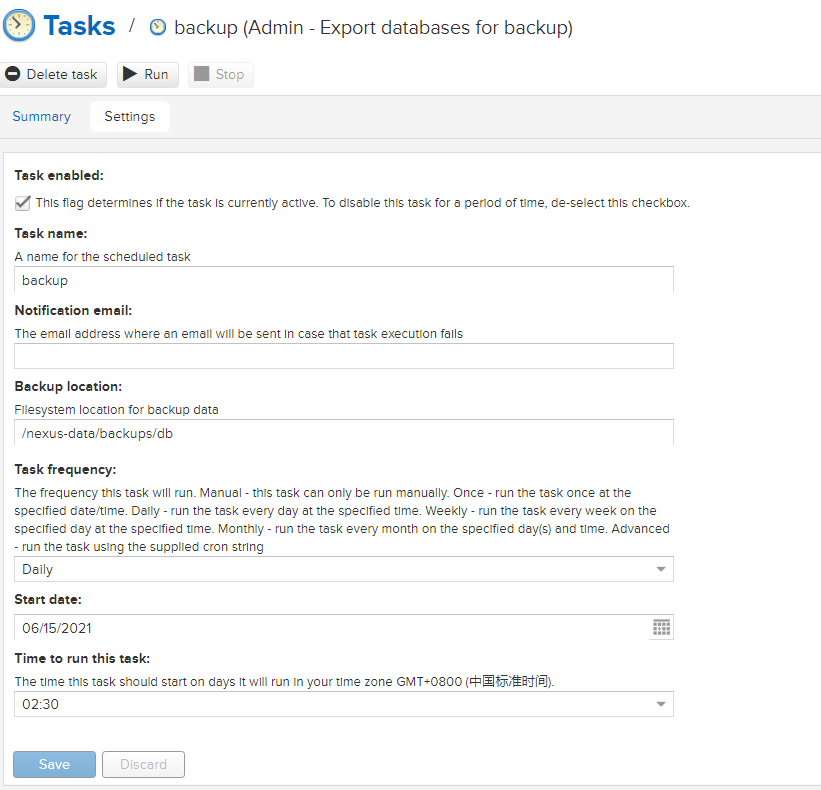 Tasks / backup (Admin - Export databases for backup)
Delete task Run Stop
Summary Settings
Task enabled:
This flag determines if the task is currently active. To disable this task for a period of time, de-select this checkbox.
Task name:
A name for the scheduled task
backup
Notification email:
The email address where an email will be sent in case that task execution fails
Backup location:
Filesystem location for backup data
/nexus-data/backups/db
Task frequency:
The frequency this task will run. Manual - this task can only be run manually. Once - run the task once at the
specified date/time. Daily - run the task every day at the specified time. Weekly - run the task every week on the
specified day at the specified time. Monthly - run the task every month on the specified day(s) and time. Advanced
- run the task using the supplied cron string
Daily
Start date:
06/15/2021
Time to run this task:
The time this task should start on days it will run in your time zone GMT+0800 (中国标准时间).
02:30
Save Discard